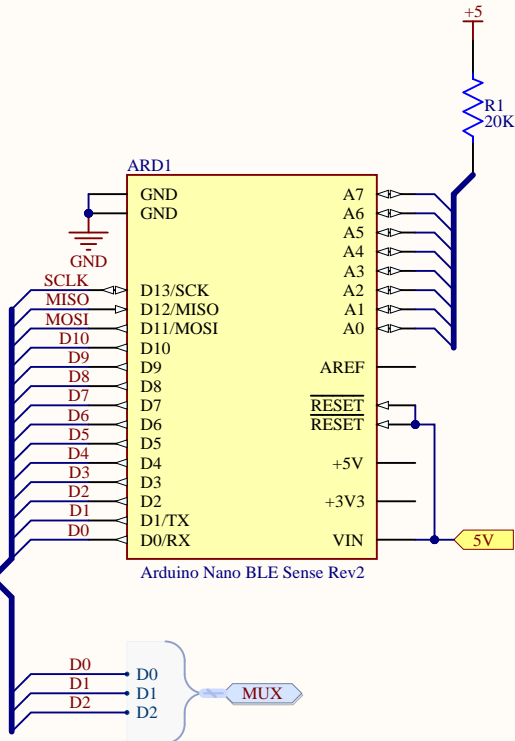 +5
R1
20K
ARD1
GND
GND
GND
A7
A6
A5
A4
A3
A2
A1
A0
SCLK
MISO
MOSI
D10
D9
D8
D7
D6
D5
D4
D3
D2
D1
D0
D13/SCK
D12/MISO
D11/MOSI
D10
D9
D8
D7
D6
D5
D4
D3
D2
D1/TX
D0/RX
AREF
RESET
RESET
+5V
+3V3
VIN
5V
Arduino Nano BLE Sense Rev2
D0
D1
D2
D0
D1
D2
MUX